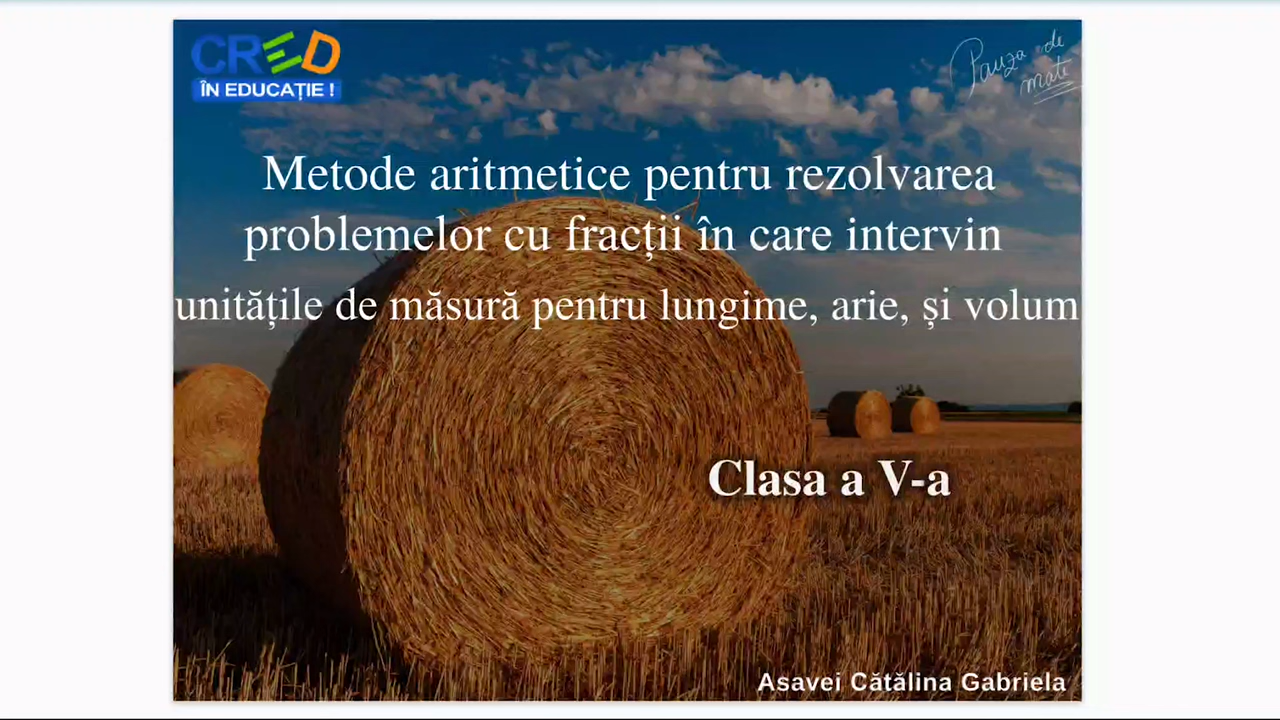 CRED
ÎN EDUCAȚIE !
Pauza de
mate
Metode aritmetice pentru rezolvarea
problemelor cu fracții în care intervin
unitățile de măsură pentru lungime, arie, și volum
Clasa a V-a
Asavei Cătălina Gabriela